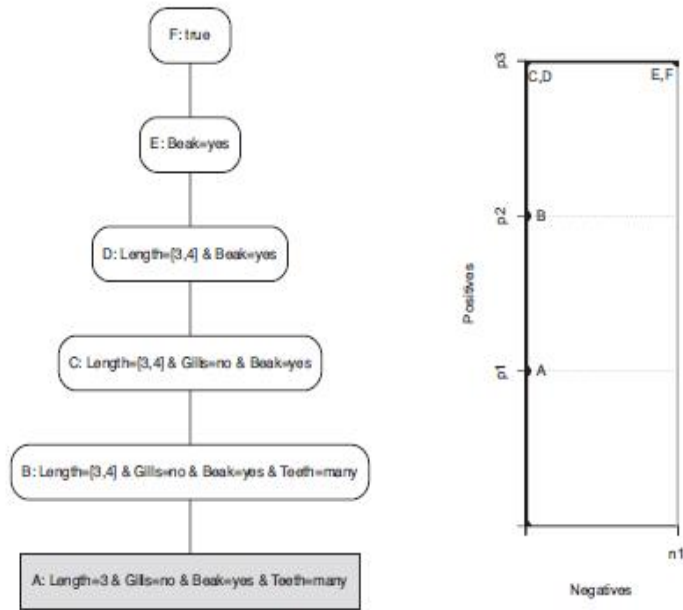 F: true
E: Beak=yes
D: Length=[3,4] & Beak=yes
C: Length=[3,4] & Gills=no & Beak=yes
B: Length=[3,4] & Gills=no & Beak=yes & Teeth=many
A: Length=3 & Gills=no & Beak=yes & Teeth=many
p3
C,D
E,F
p2
B
Positives
p1
A
n1
Negatives